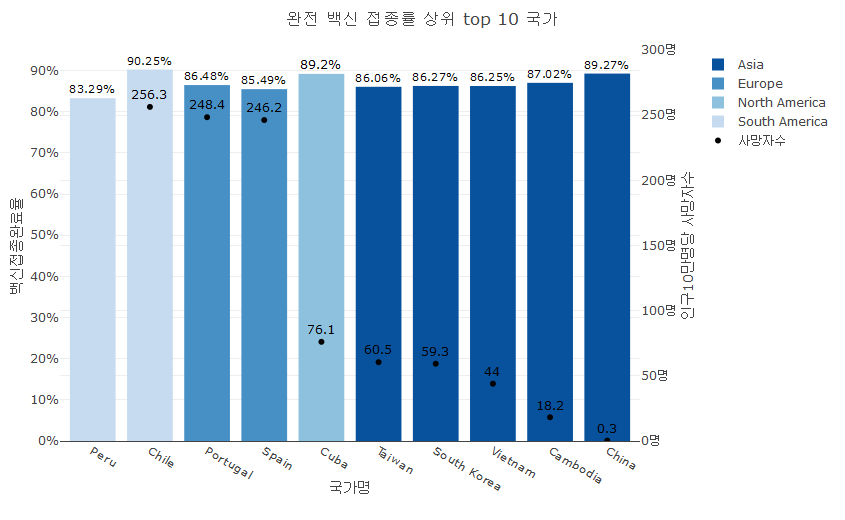 완전 백신 접종률 상위 top 10 국가
백신접종완료율
90%
80%
70%
60%
50%
40%
30%
20%
10%
0%
83.29%
90.25%
86.48%
85.49%
89.2%
86.06%
86.27%
86.25%
87.02%
89.27%
256.3
248.4
246.2
76.1
60.5
59.3
44
18.2
0.3
Peru
Chile
Portugal
Spain
Cuba
Taiwan
South Korea
Vietnam
Cambodia
China
국가명
300명
250명
200명
150명
100명
50명
0명
인구10만명당 사망자수
Asia
Europe
North America
South America
사망자수